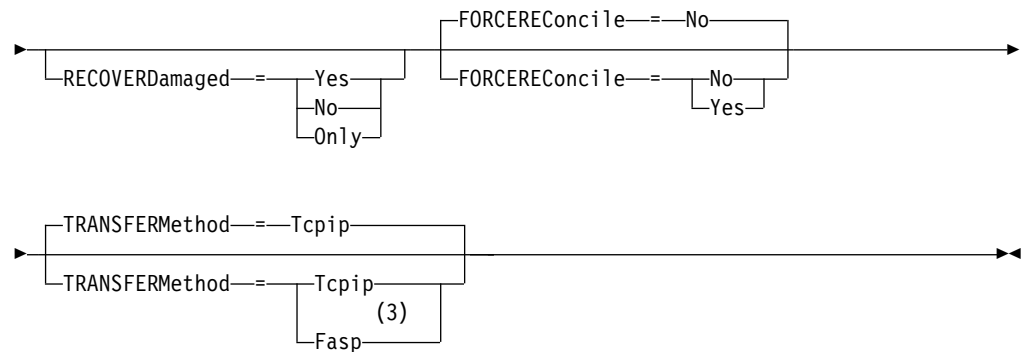 FORCEREConcile = No
RECOVERDamaged = Yes
No
Only
FORCEREConcile = No
Yes
TRANSFERMethod = Tcpip
TRANSFERMethod = Tcpip
(3)
Fasp